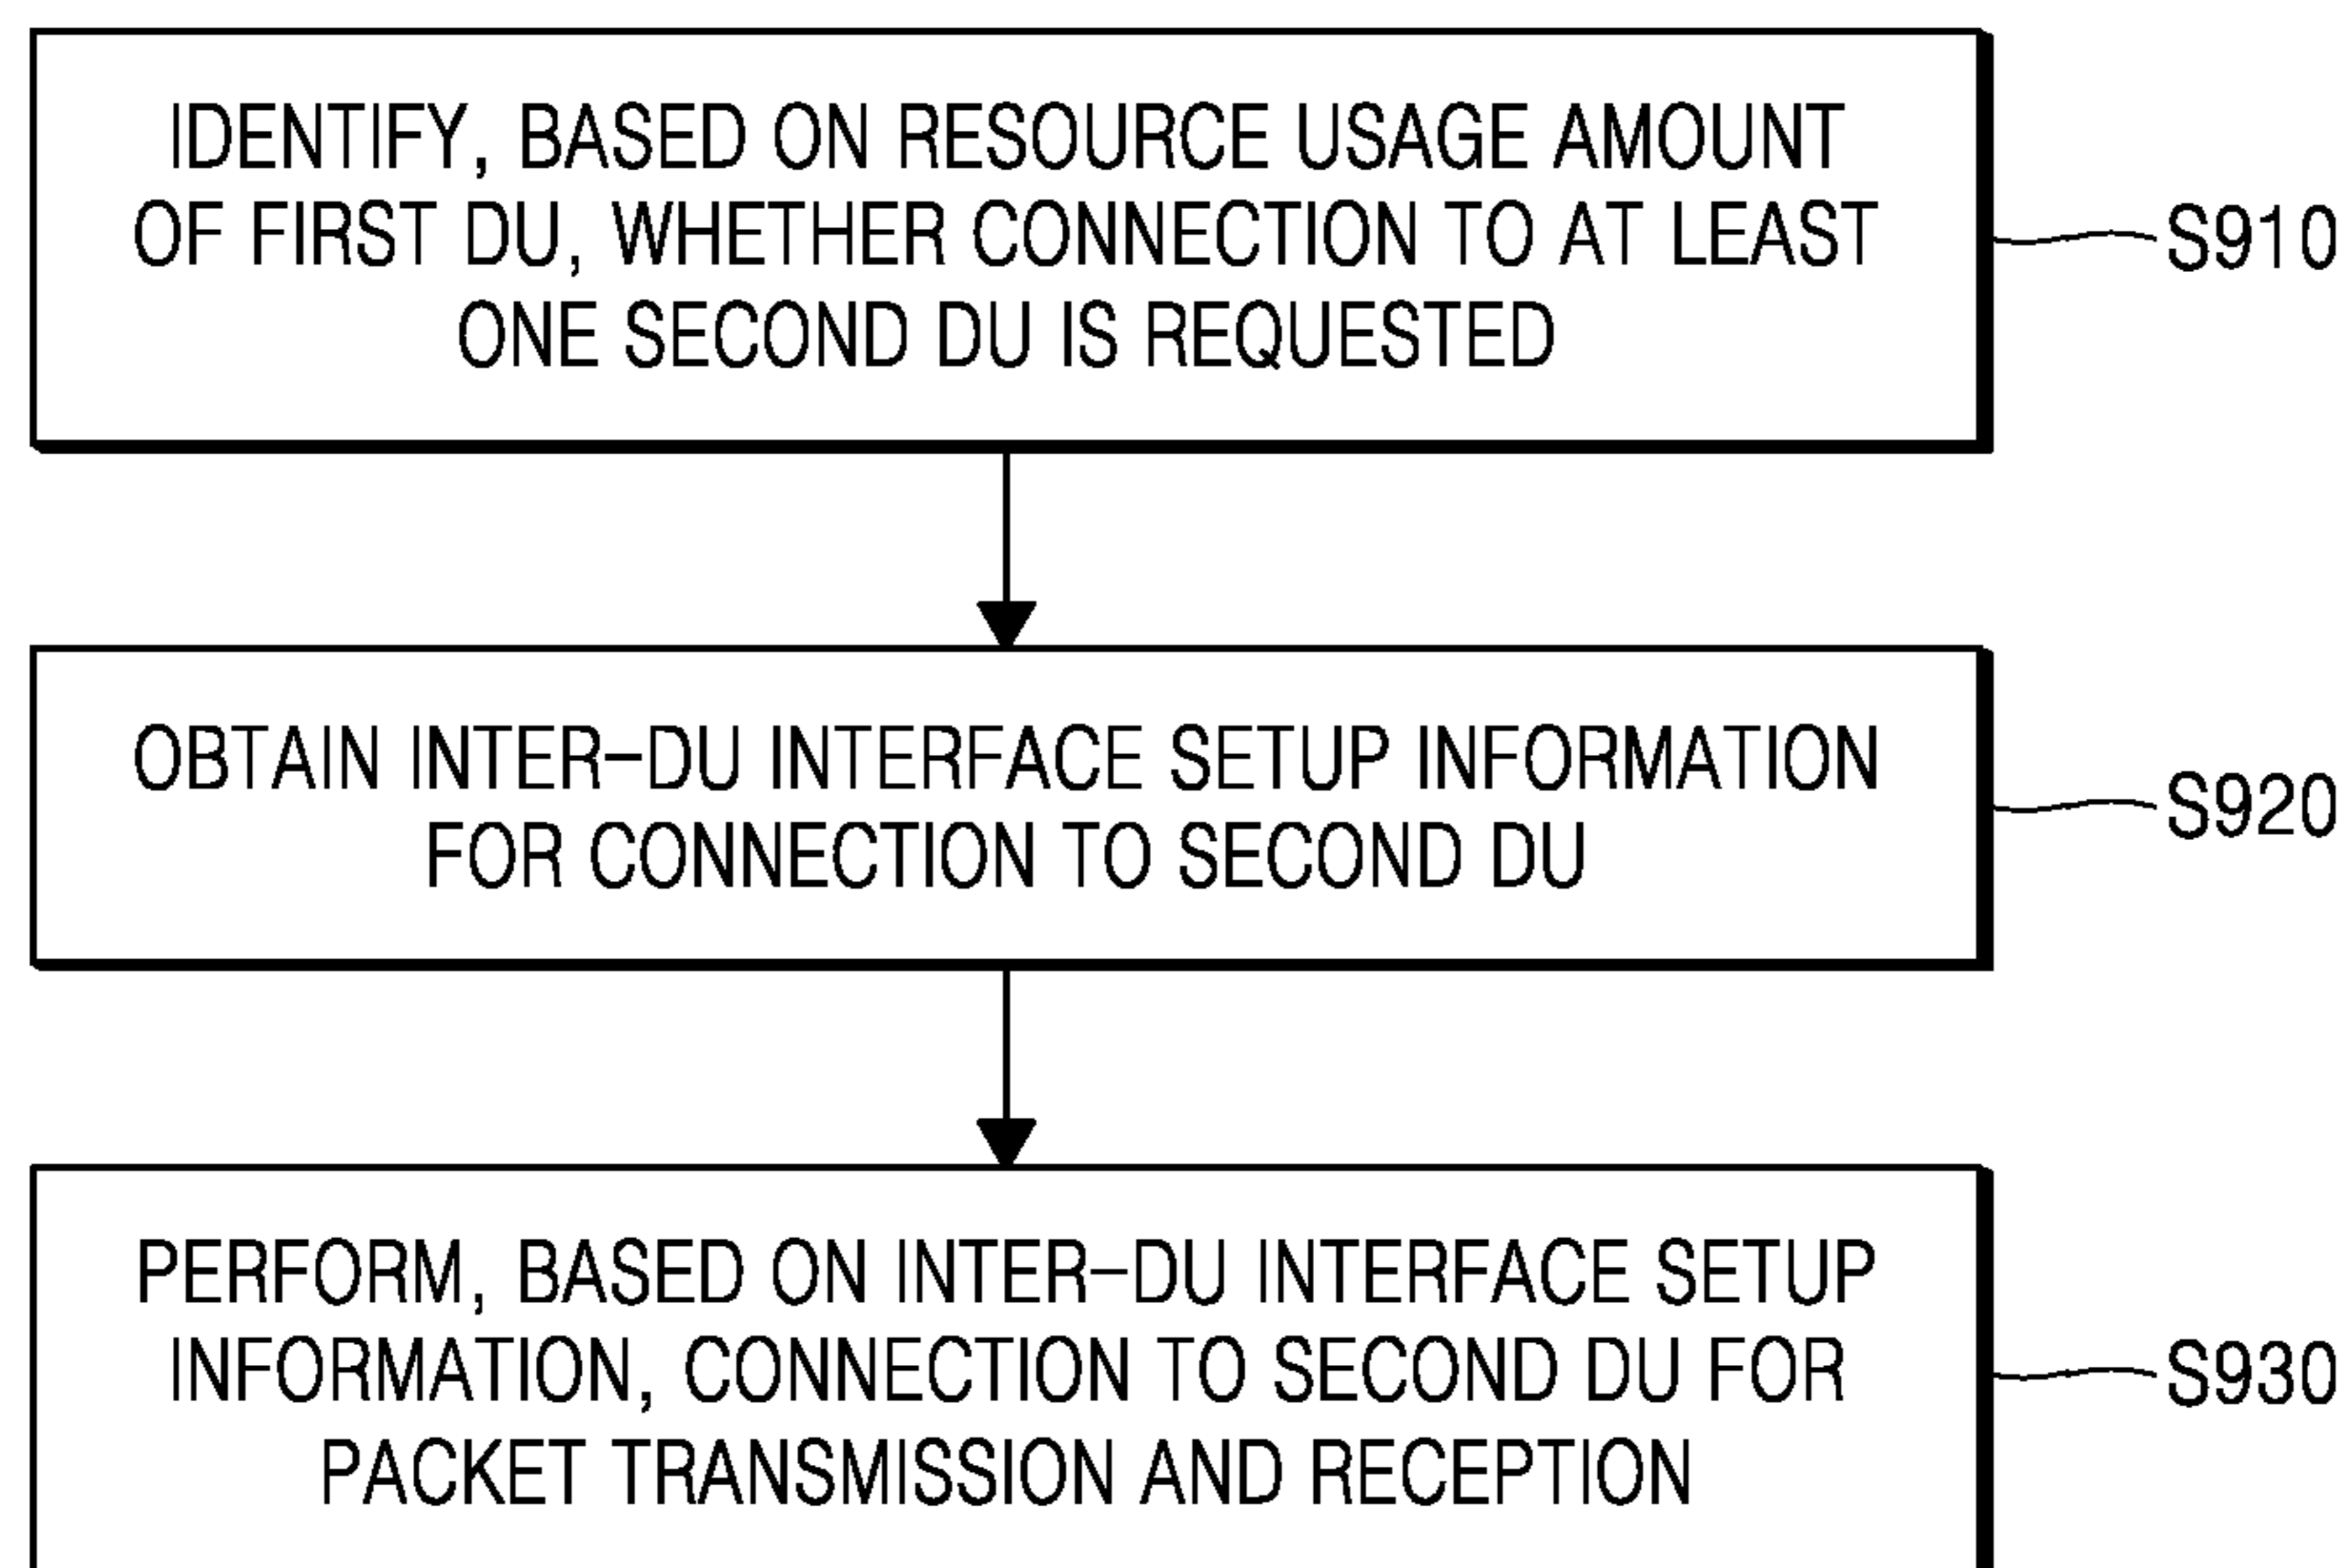 IDENTIFY, BASED ON RESOURCE USAGE AMOUNT
OF FIRST DU, WHETHER CONNECTION TO AT LEAST
ONE SECOND DU IS REQUESTED
S910
OBTAIN INTER-DU INTERFACE SETUP INFORMATION
FOR CONNECTION TO SECOND DU
S920
PERFORM, BASED ON INTER-DU INTERFACE SETUP
INFORMATION, CONNECTION TO SECOND DU FOR
PACKET TRANSMISSION AND RECEPTION
S930